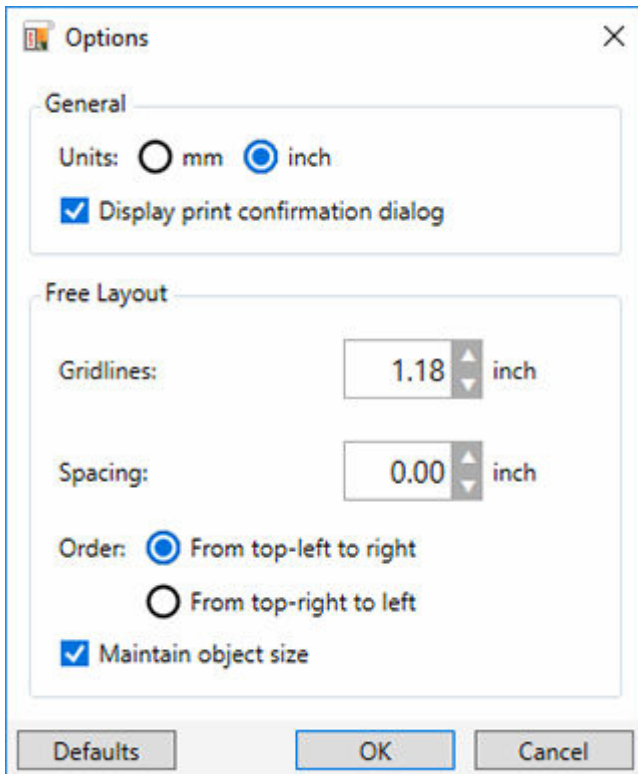 Options
General
Units: mm inch
Display print confirmation dialog
Free Layout
Gridlines: 1.18 inch
Spacing: 0.00 inch
Order: From top-left to right
From top-right to left
Maintain object size
Defaults OK Cancel